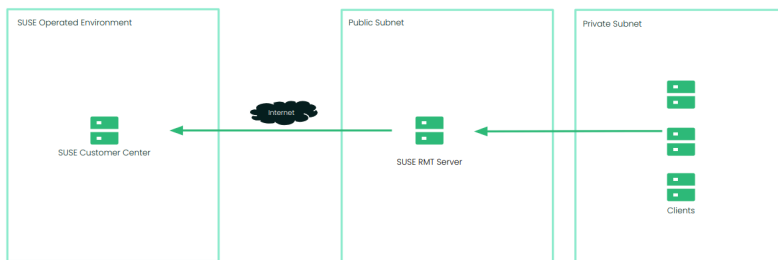 SUSE Operated Environment
Public Subnet
Private Subnet
Internet
SUSE Customer Center
SUSE RMT Server
Clients